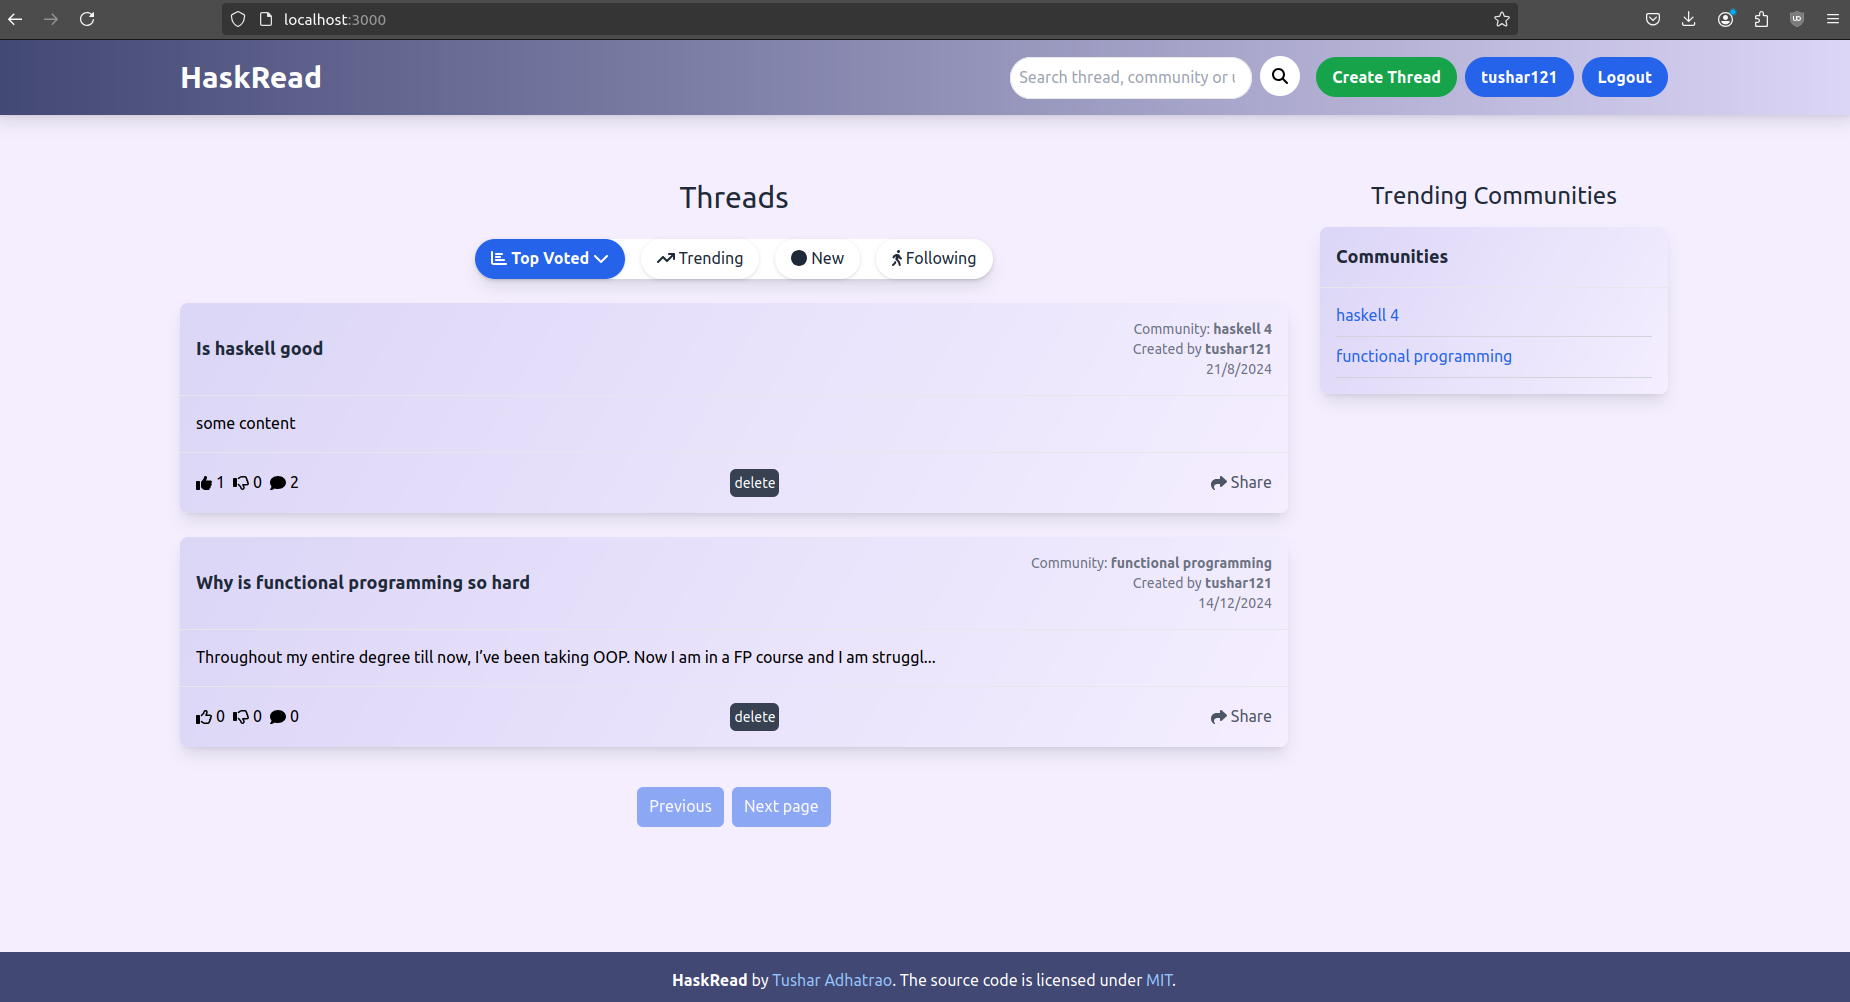 localhost:3000
HaskRead
Search thread, community or u
Create Thread
tushar121
Logout
Threads
Top Voted
Trending
New
Following
Is haskell good
Community: haskell 4
Created by tushar121
21/8/2024
some content
1 0 2
delete
Share
Why is functional programming so hard
Community: functional programming
Created by tushar121
14/12/2024
Throughout my entire degree till now, I've been taking OOP. Now I am in a FP course and I am struggl...
0 0 0
delete
Share
Previous
Next page
Trending Communities
Communities
haskell 4
functional programming
HaskRead by Tushar Adhatrao. The source code is licensed under MIT.